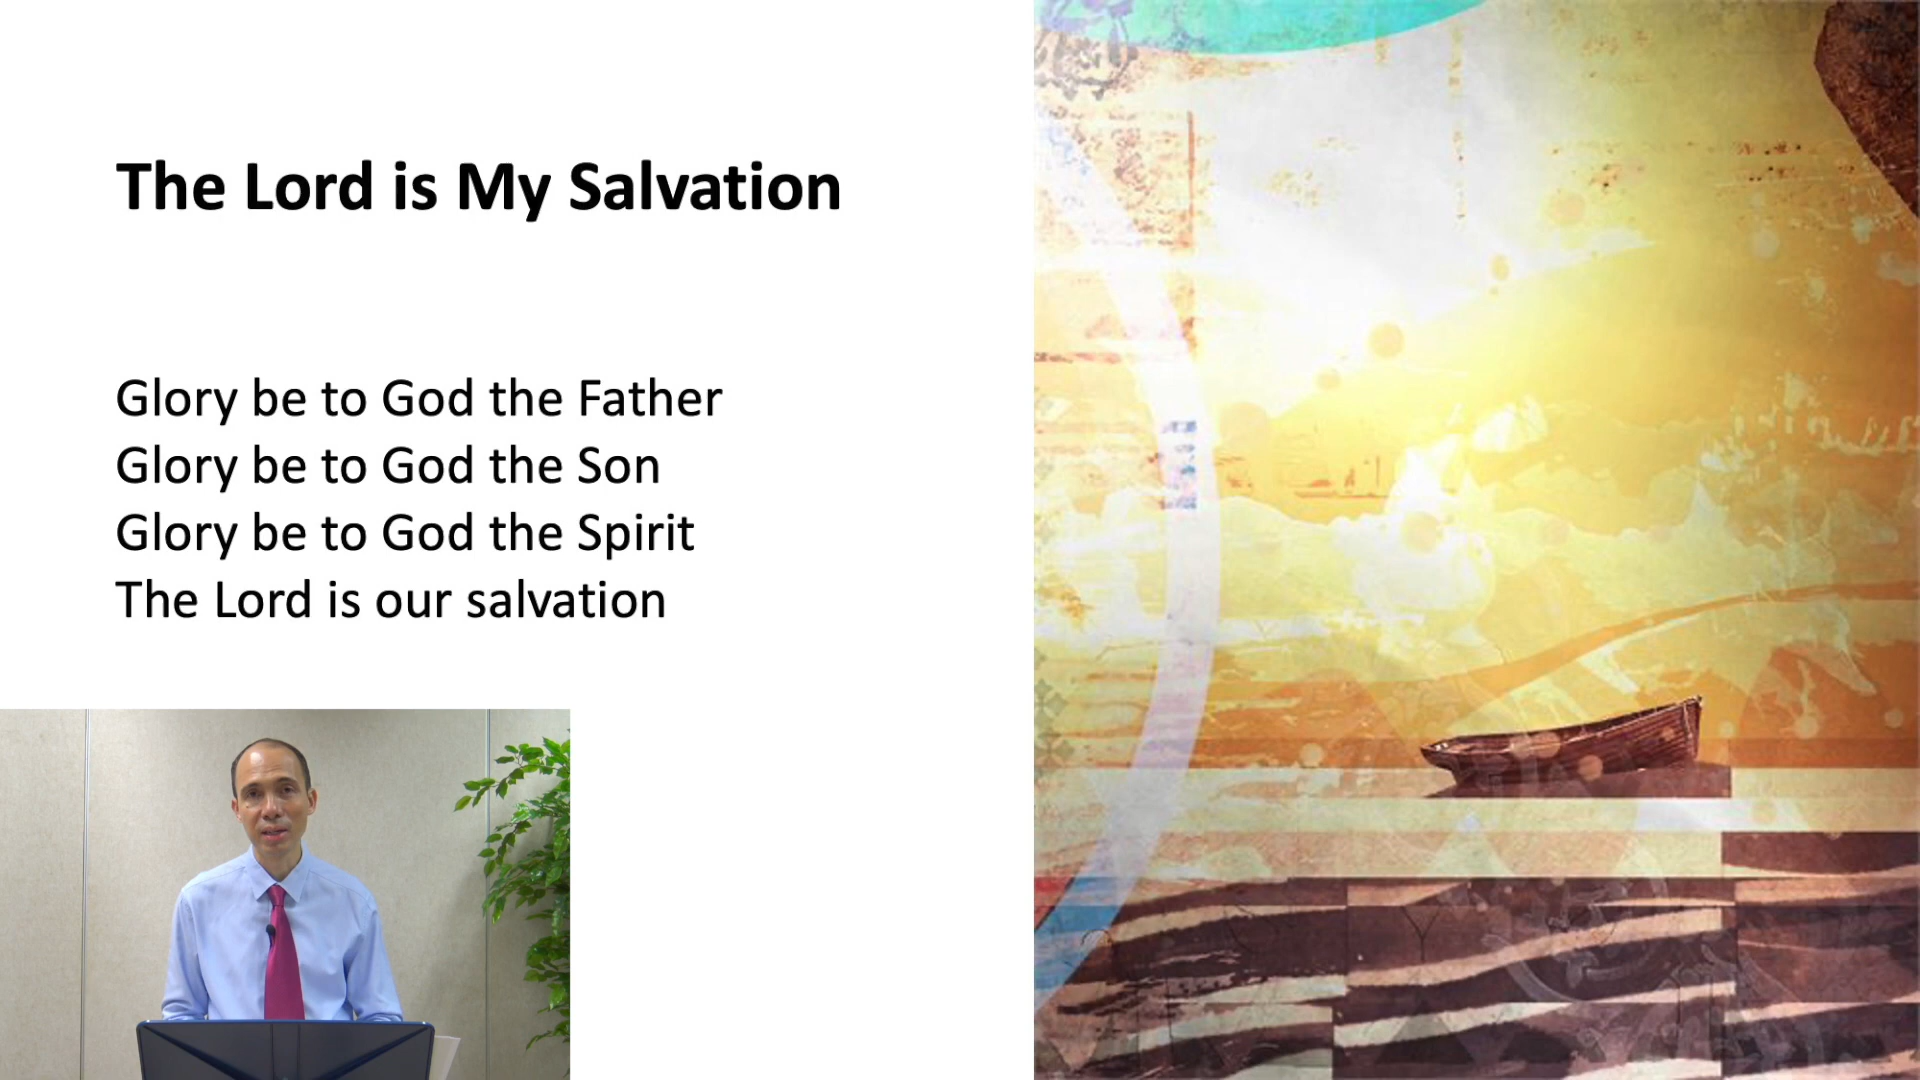 The Lord is My Salvation
Glory be to God the Father
Glory be to God the Son
Glory be to God the Spirit
The Lord is our salvation